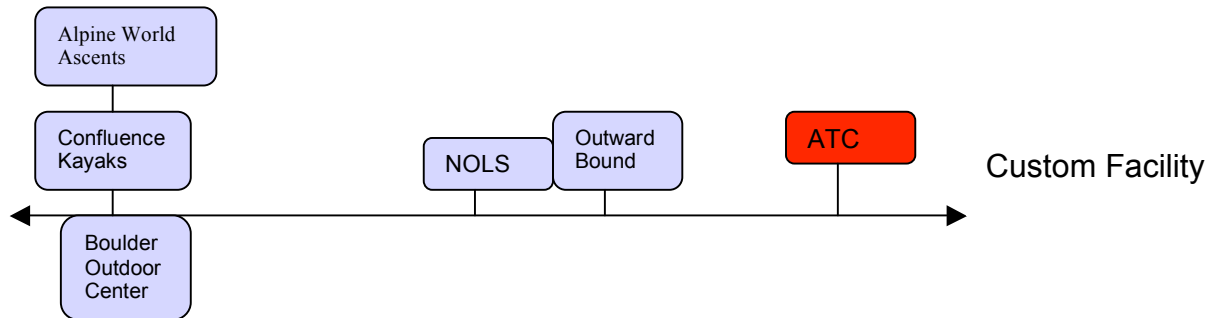 Alpine World
Ascents
Confluence
Kayaks
NOLS
Outward
Bound
ATC
Custom Facility
Boulder
Outdoor
Center